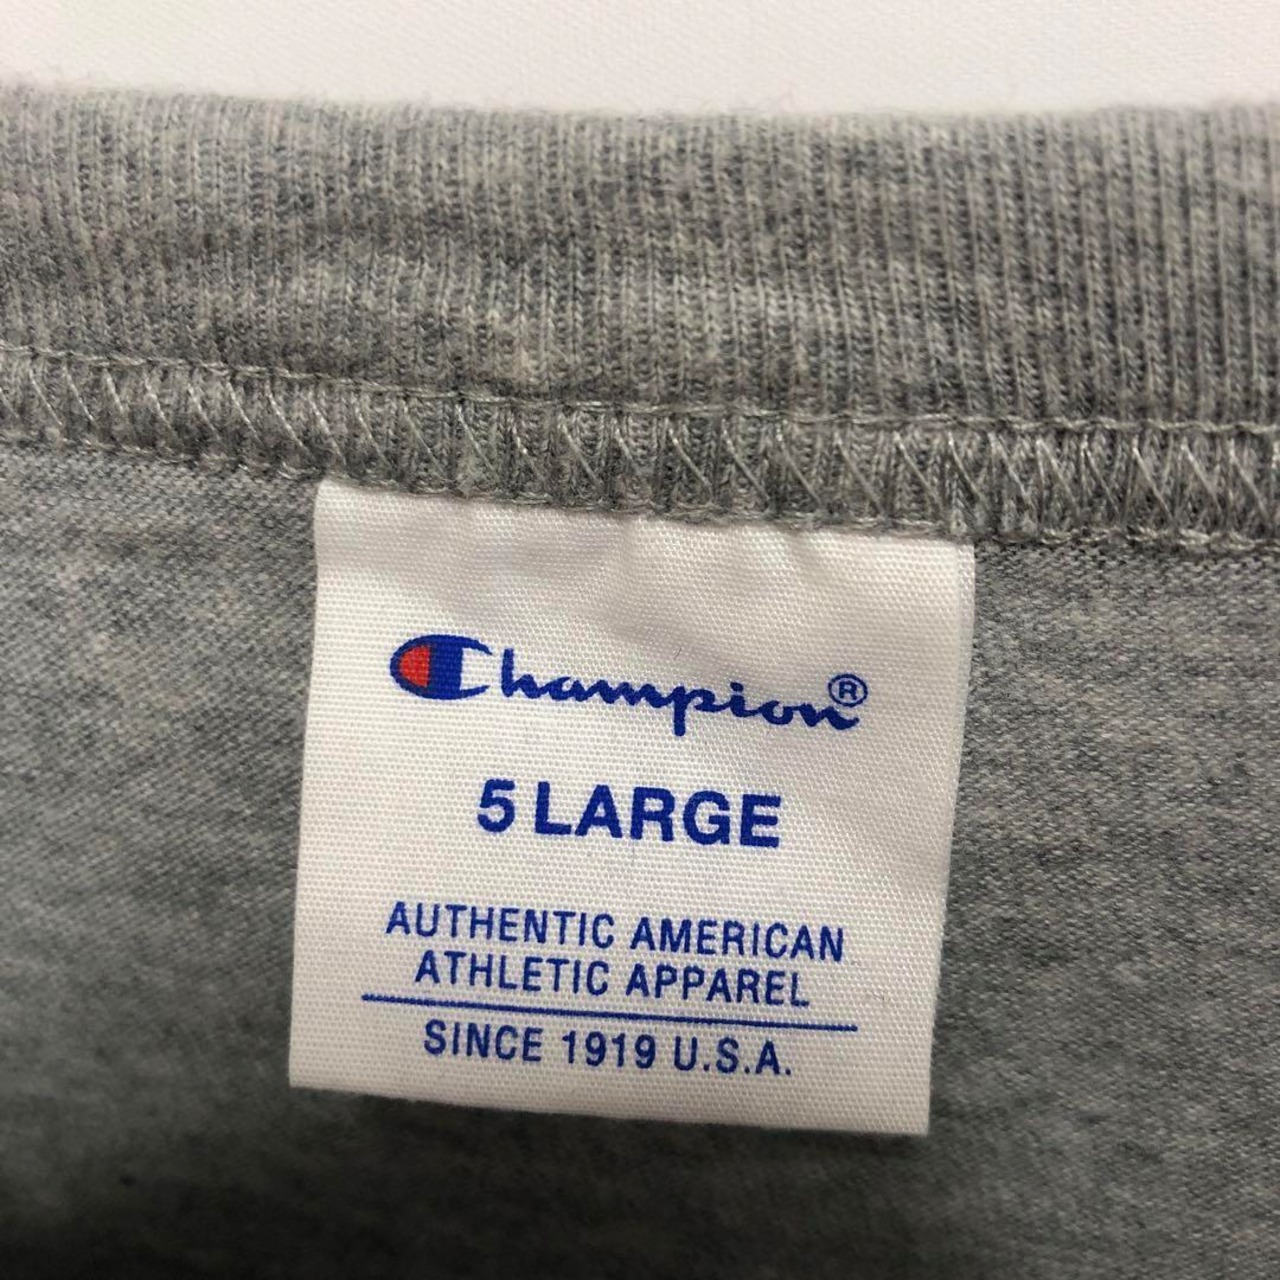 Champion®
5 LARGE
AUTHENTIC AMERICAN
ATHLETIC APPAREL
SINCE 1919 U.S.A.